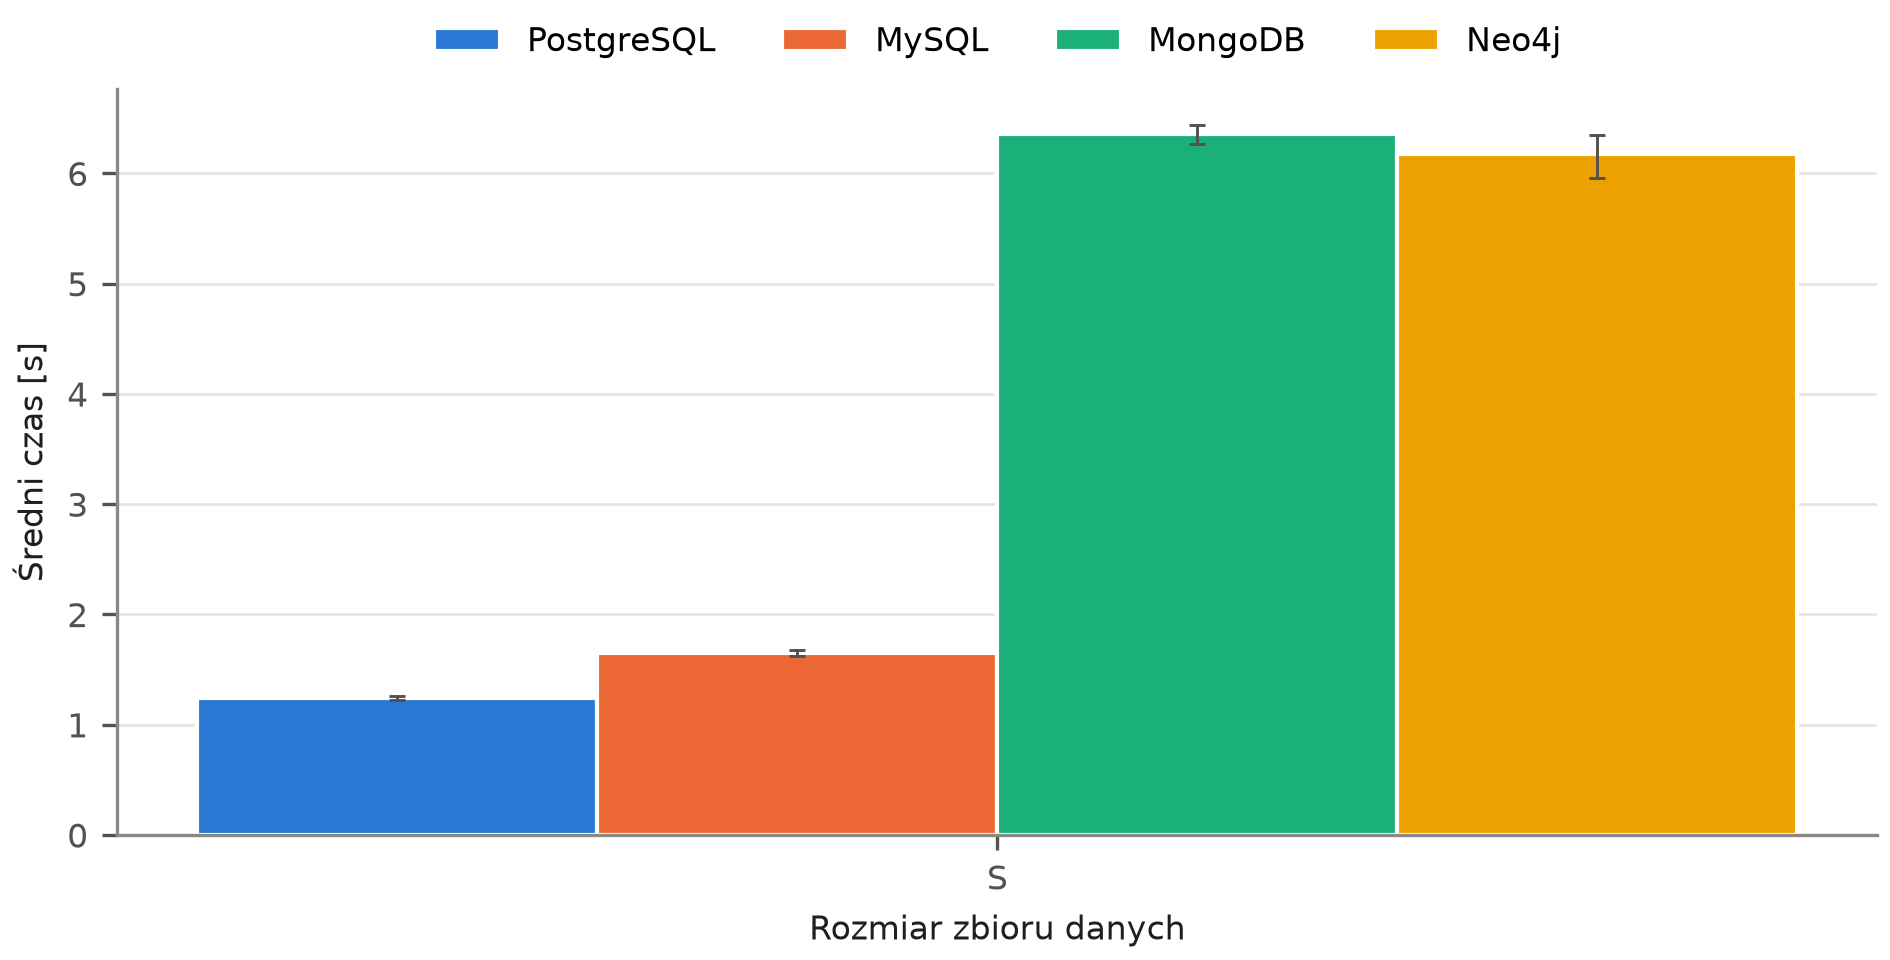 PostgreSQL MySQL MongoDB Neo4j
6
5
4
3
2
1
0
Średni czas [s]
S
Rozmiar zbioru danych